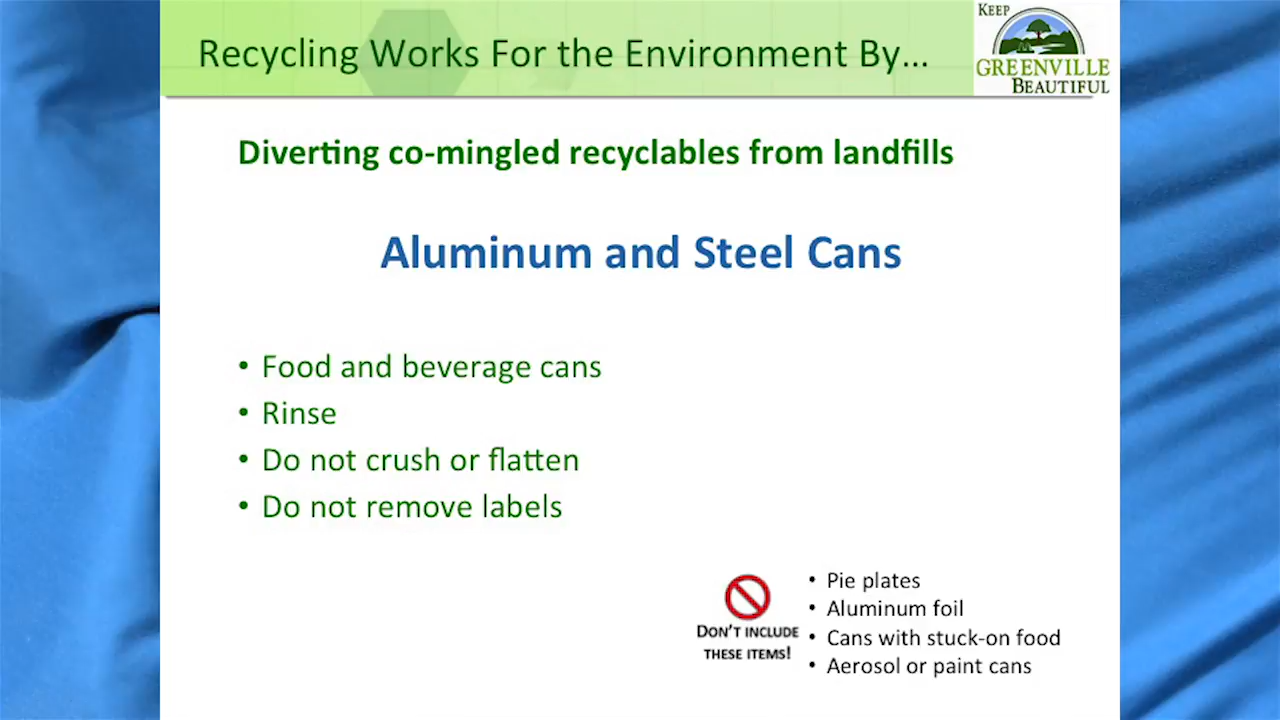 Recycling Works For the Environment By...
KEEP
GREENVILLE
BEAUTIFUL
Diverting co-mingled recyclables from landfills
Aluminum and Steel Cans
• Food and beverage cans
• Rinse
• Do not crush or flatten
• Do not remove labels
DON'T INCLUDE
THESE ITEMS!
• Pie plates
• Aluminum foil
• Cans with stuck-on food
• Aerosol or paint cans